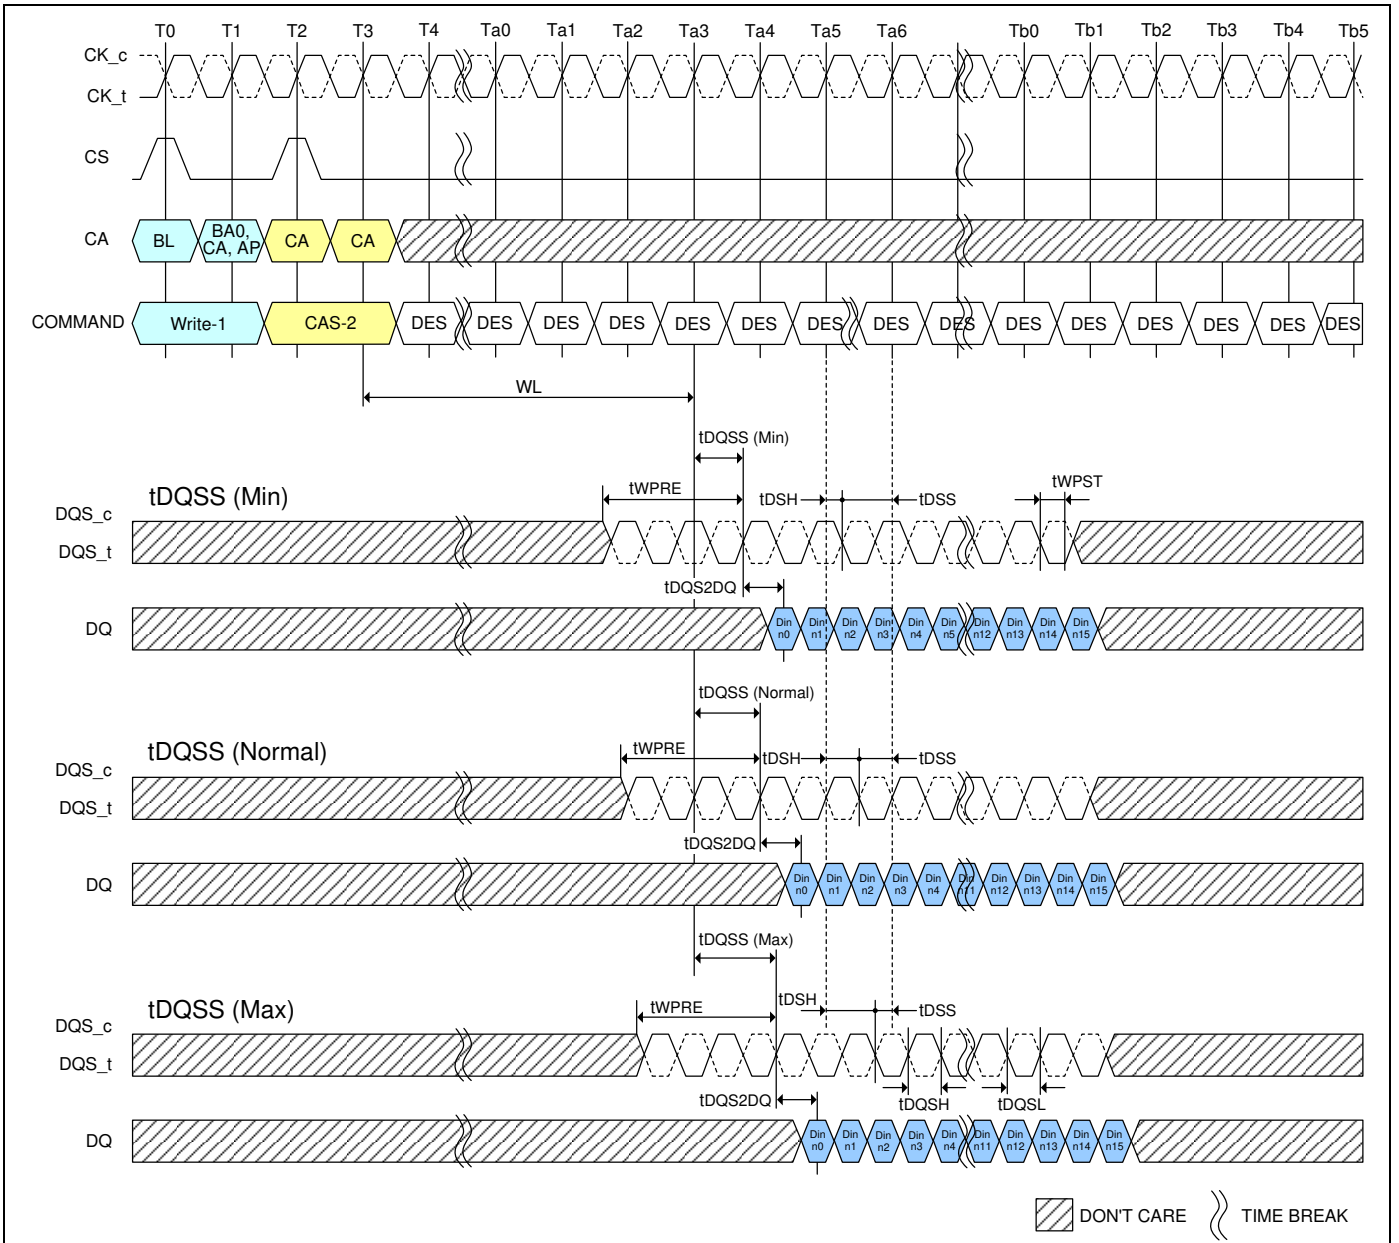 T0 T1 T2 T3 T4 Ta0 Ta1 Ta2 Ta3 Ta4 Ta5 Ta6 Tb0 Tb1 Tb2 Tb3 Tb4 Tb5
CK_c
CK_t
CS
CA BL BA0, CA, AP CA CA
COMMAND Write-1 CAS-2 DES DES DES DES DES DES DES DES DES DES DES DES DES DES DES
WL
tDQSS (Min)
tDQSS (Min) tWPRE tDSH tDSS tWPST
DQS_c
DQS_t
tDQS2DQ
DQ Din n0 Din n1 Din n2 Din n3 Din n4 Din n5 Din n12 Din n13 Din n14 Din n15
tDQSS (Normal)
tDQSS (Normal) tWPRE tDSH tDSS
DQS_c
DQS_t
tDQS2DQ
DQ Din n0 Din n1 Din n2 Din n3 Din n4 Din n11 Din n12 Din n13 Din n14 Din n15
tDQSS (Max)
tDQSS (Max) tWPRE tDSH tDSS
DQS_c
DQS_t
tDQS2DQ tDQSH tDQSL
DQ Din n0 Din n1 Din n2 Din n3 Din n4 Din n11 Din n12 Din n13 Din n14 Din n15
DON'T CARE TIME BREAK